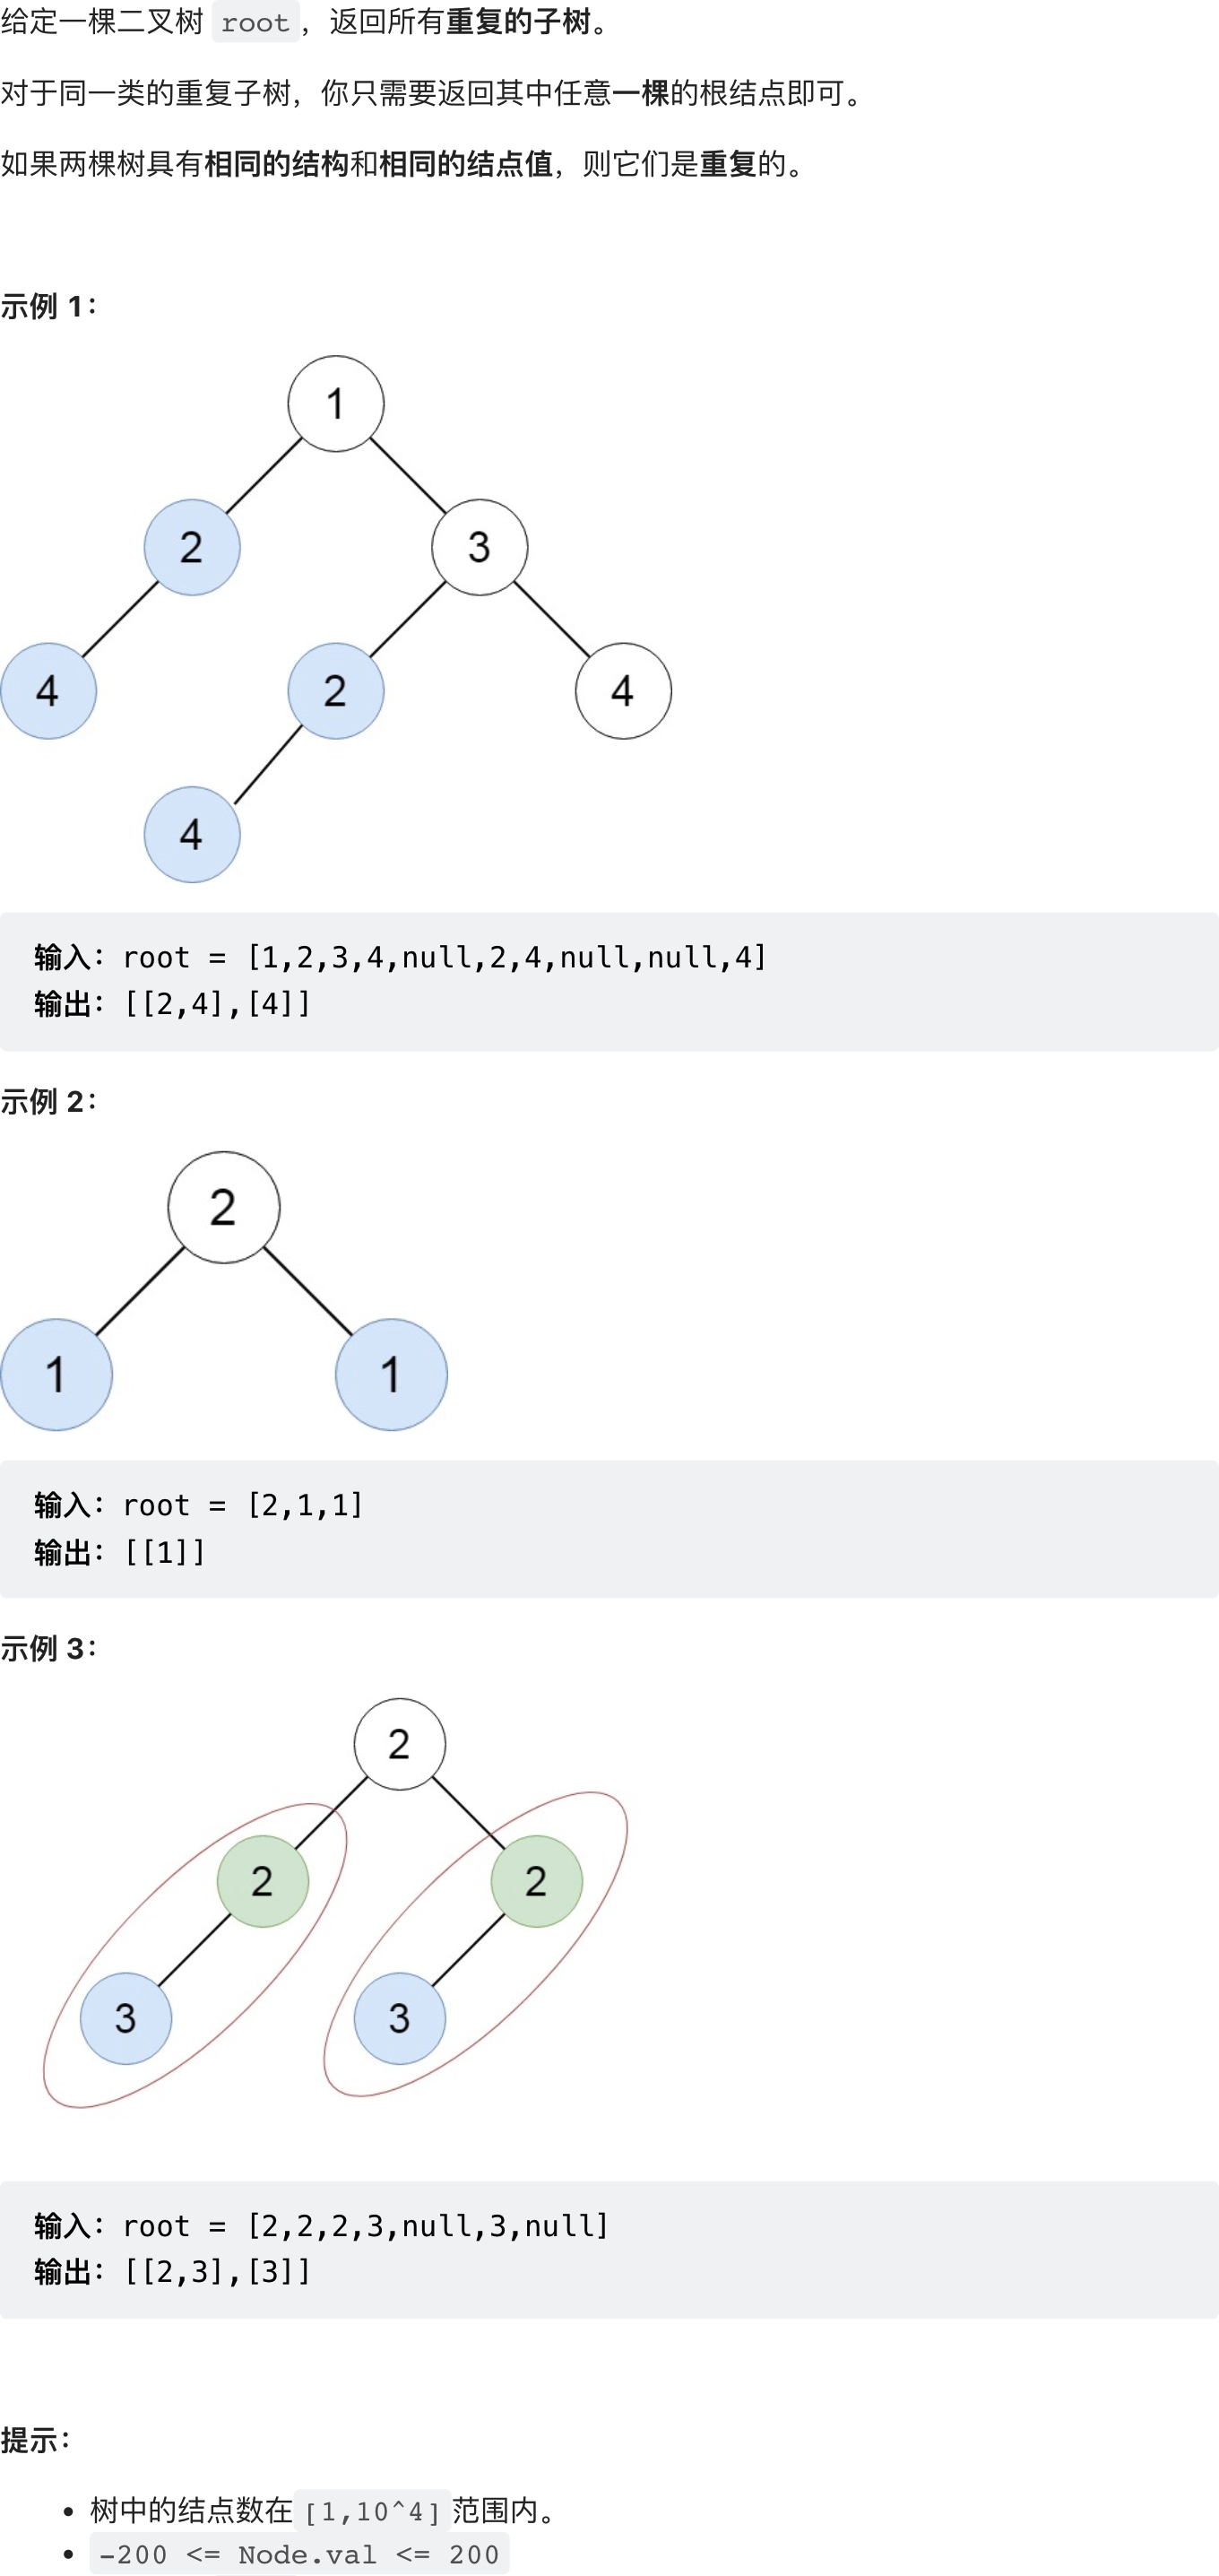 给定一棵二叉树 root，返回所有重复的子树。
对于同一类的重复子树，你只需要返回其中任意一棵的根结点即可。
如果两棵树具有相同的结构和相同的结点值，则它们是重复的。
示例 1：
1
2
3
4
2
4
4
输入：root = [1,2,3,4,null,2,4,null,null,4]
输出：[[2,4],[4]]
示例 2：
2
1
1
输入：root = [2,1,1]
输出：[[1]]
示例 3：
2
2
2
3
3
输入：root = [2,2,2,3,null,3,null]
输出：[[2,3],[3]]
提示：
• 树中的结点数在[1,10^4]范围内。
• -200 <= Node.val <= 200